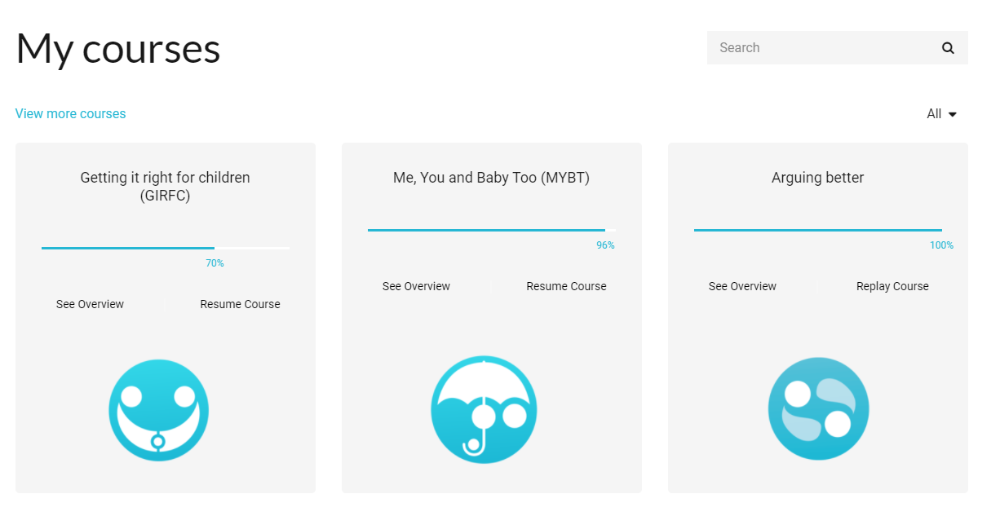 My courses
Search
View more courses
All
Getting it right for children
(GIRFC)
70%
See Overview
Resume Course
Me, You and Baby Too (MYBT)
96%
See Overview
Resume Course
Arguing better
100%
See Overview
Replay Course